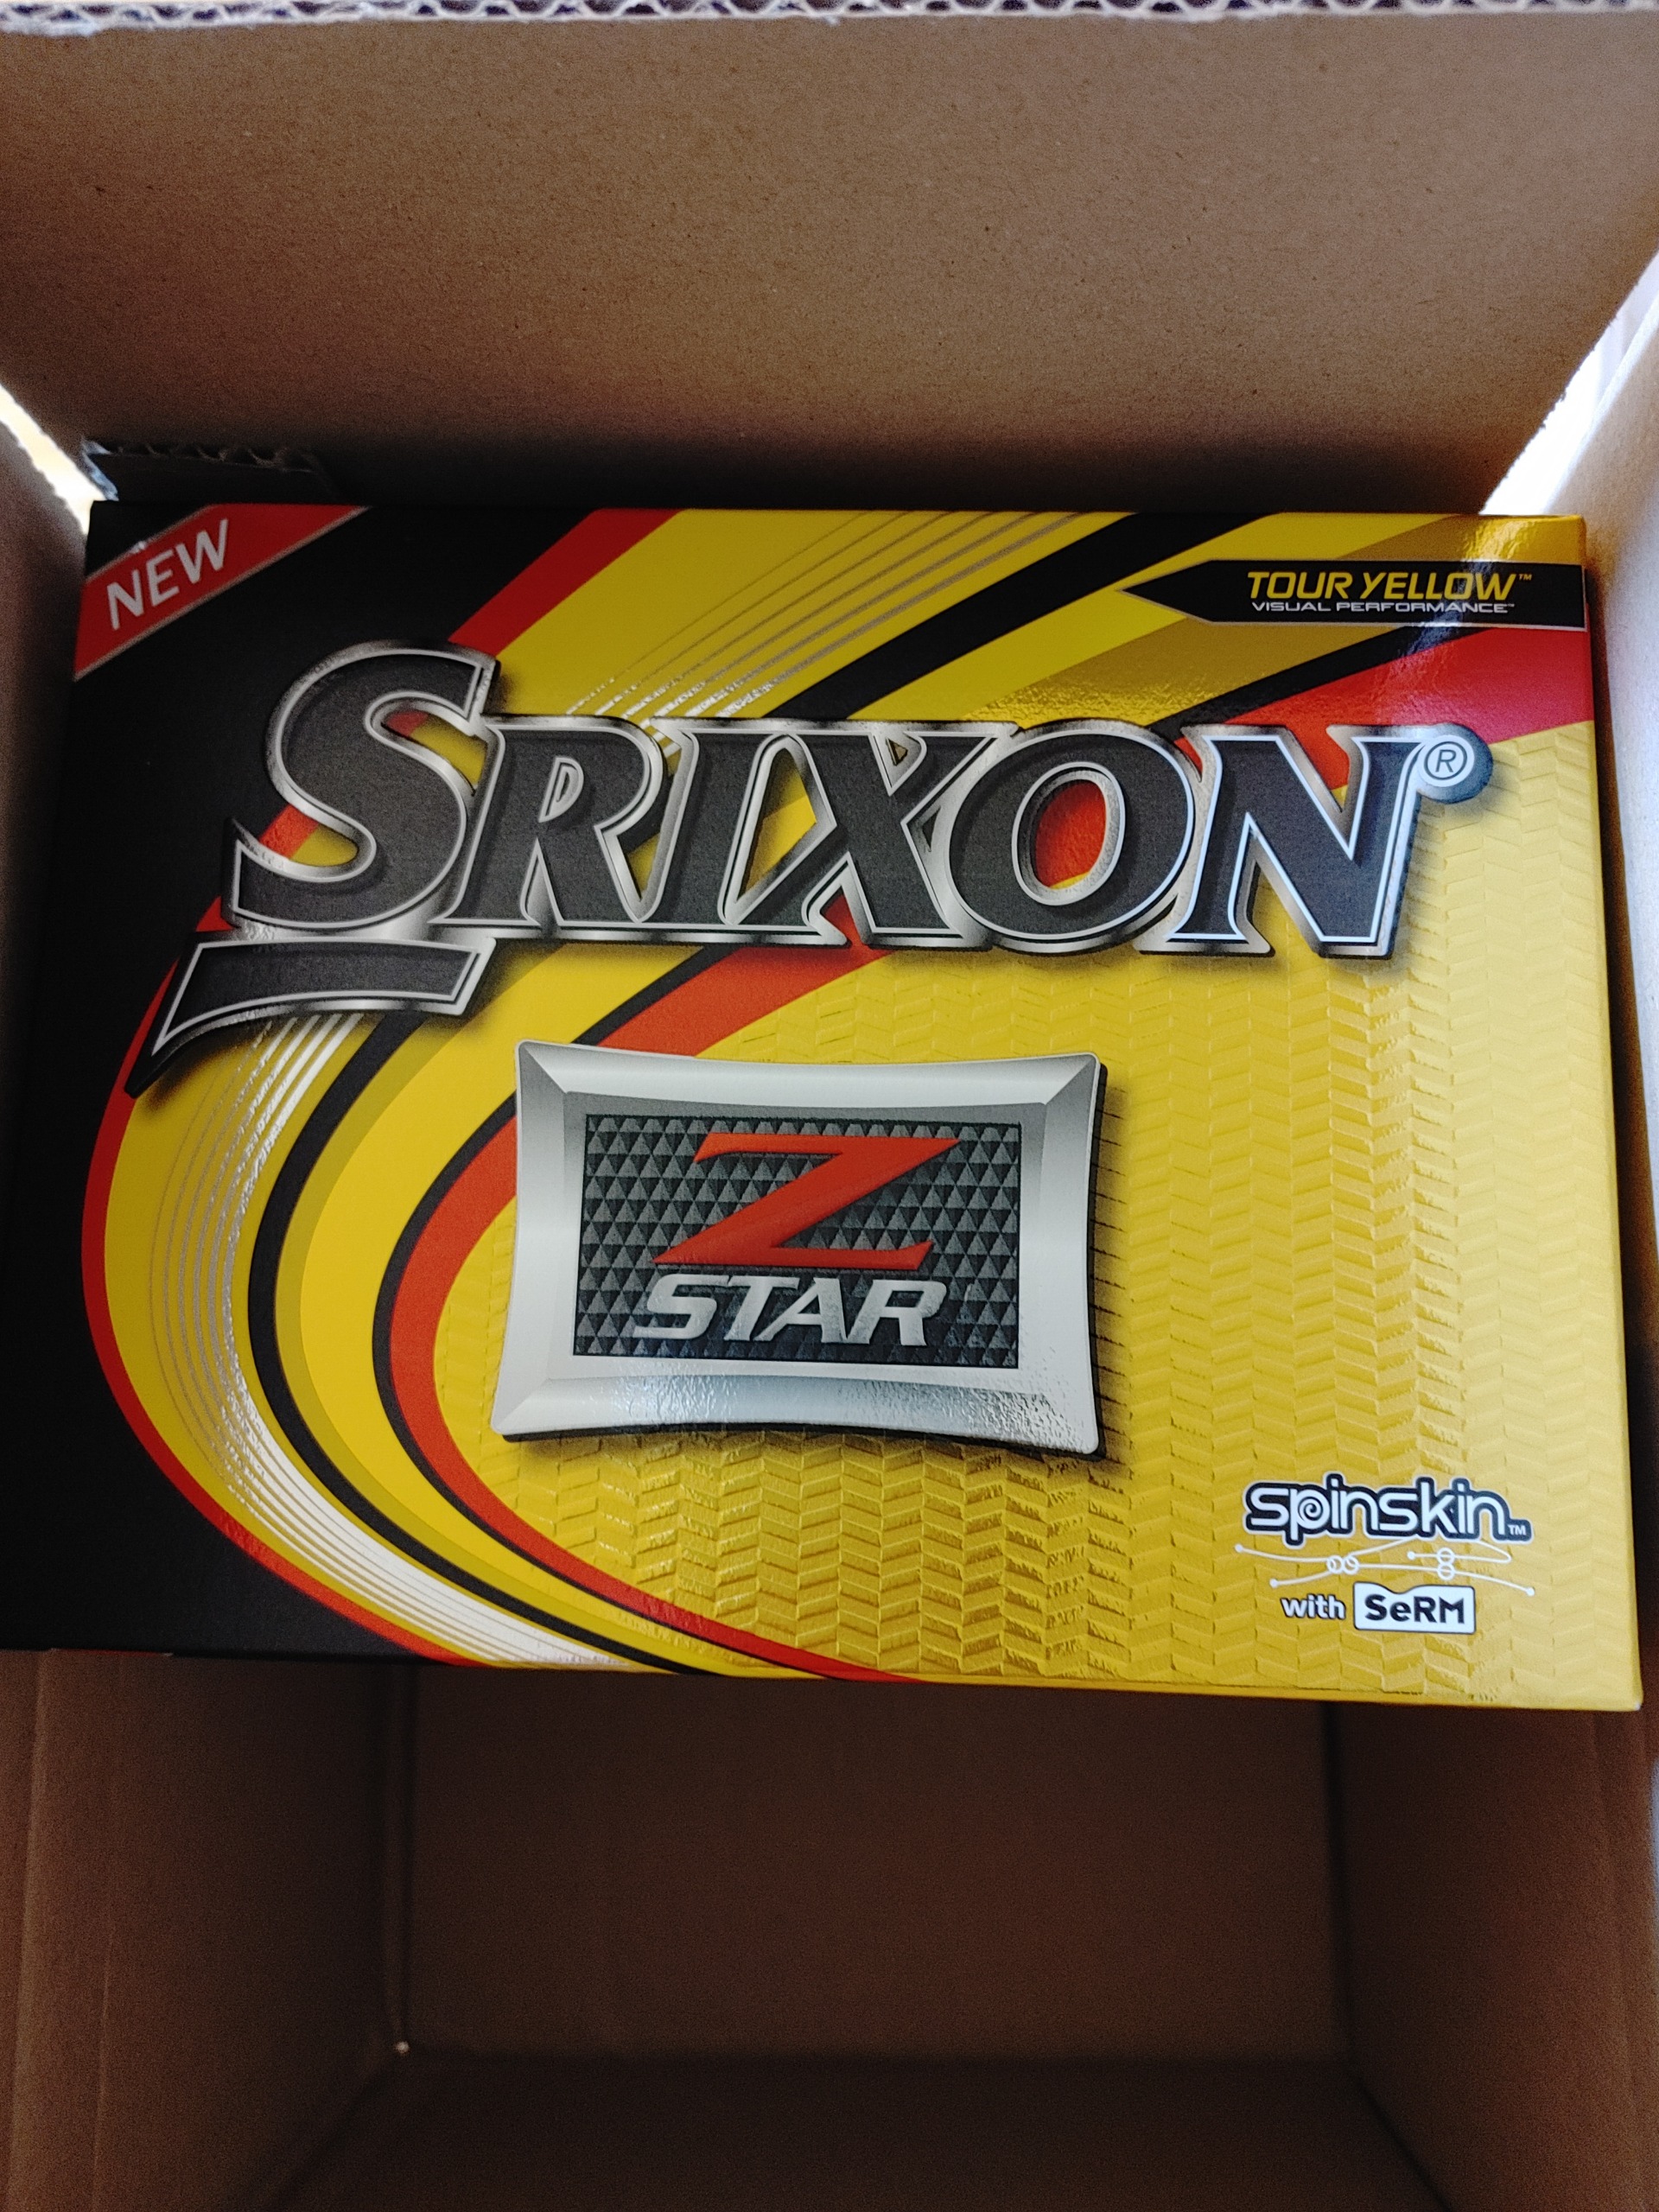 NEW
TOUR YELLOW™
VISUAL PERFORMANCE™
SRIXON®
Z
STAR
spinskin™
with SeRM